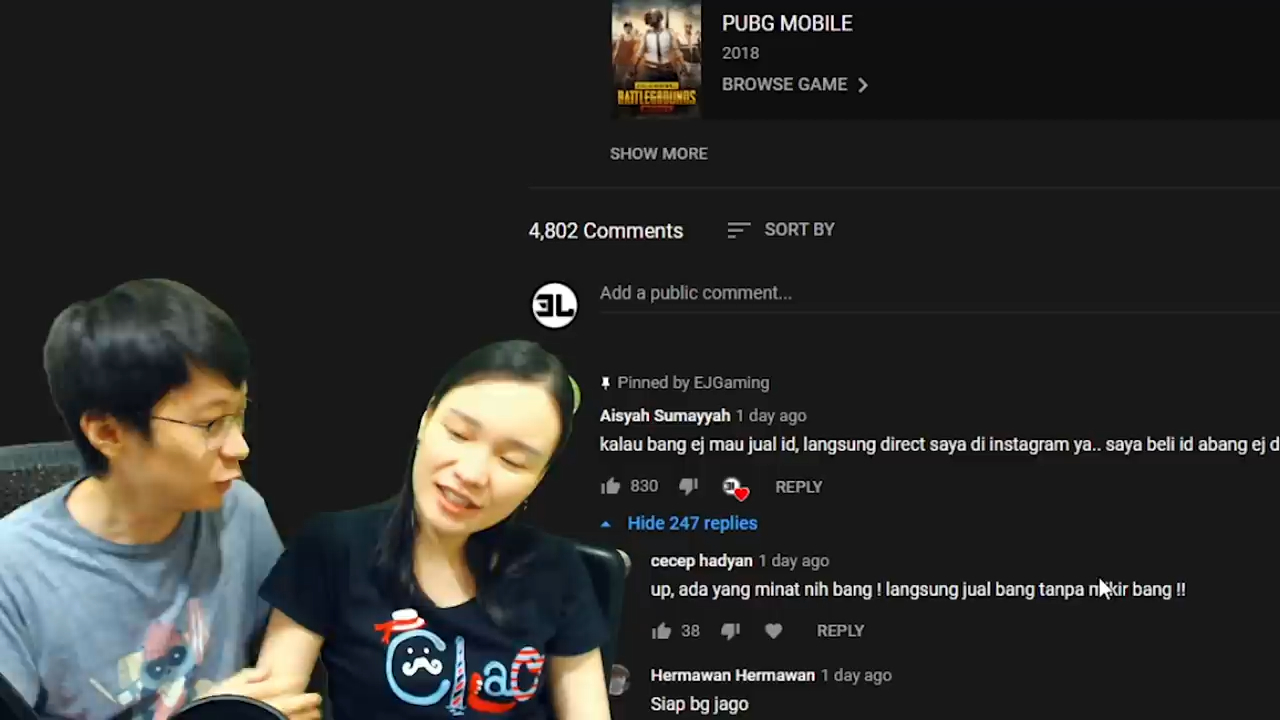 PUBG MOBILE
2018
BROWSE GAME
BATTLEGROUNDS
SHOW MORE
4,802 Comments
SORT BY
Add a public comment...
Pinned by EJGaming
Aisyah Sumayyah 1 day ago
kalau bang ej mau jual id, langsung direct saya di instagram ya.. saya beli id abang ej d
830
REPLY
Hide 247 replies
cecep hadyan 1 day ago
up, ada yang minat nih bang ! langsung jual bang tanpa mikir bang !!
38
REPLY
Hermawan Hermawan 1 day ago
Siap bg jago